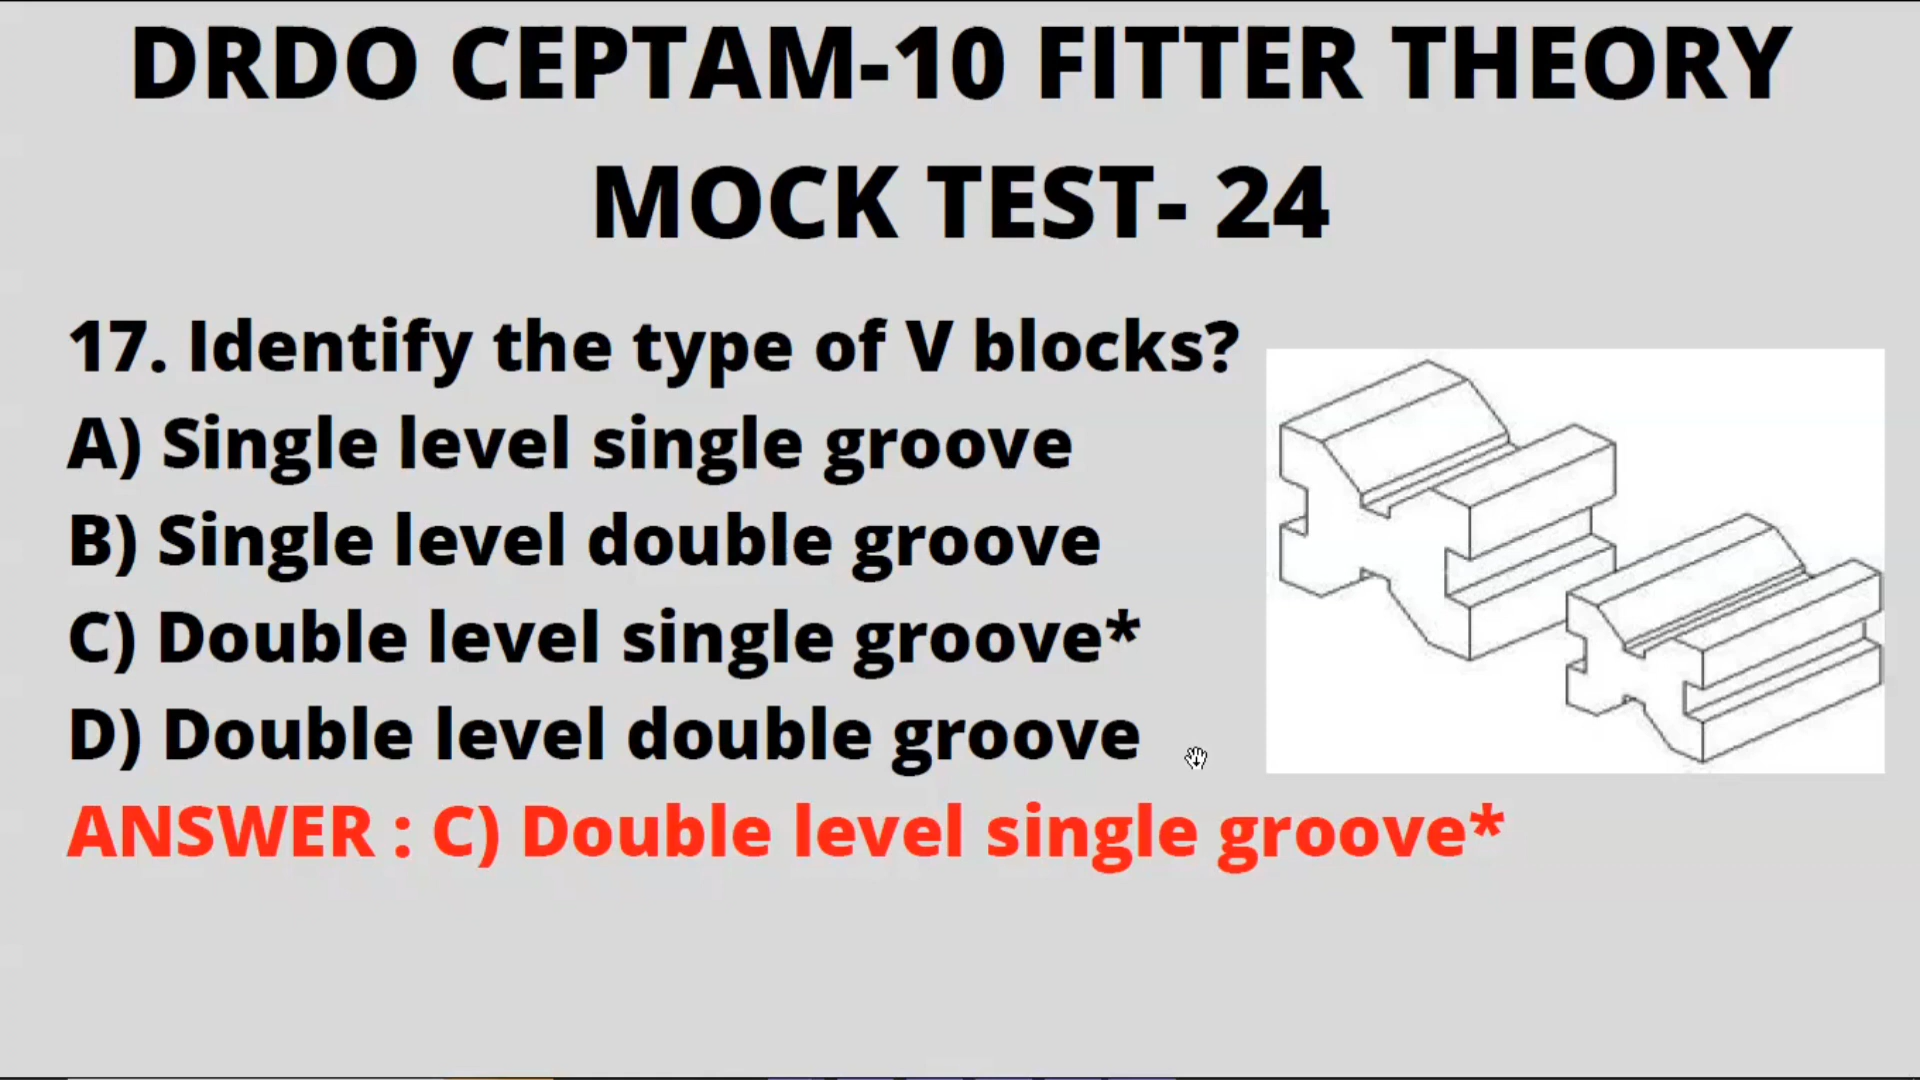 DRDO CEPTAM-10 FITTER THEORY
MOCK TEST- 24
17. Identify the type of V blocks?
A) Single level single groove
B) Single level double groove
C) Double level single groove*
D) Double level double groove
ANSWER : C) Double level single groove*